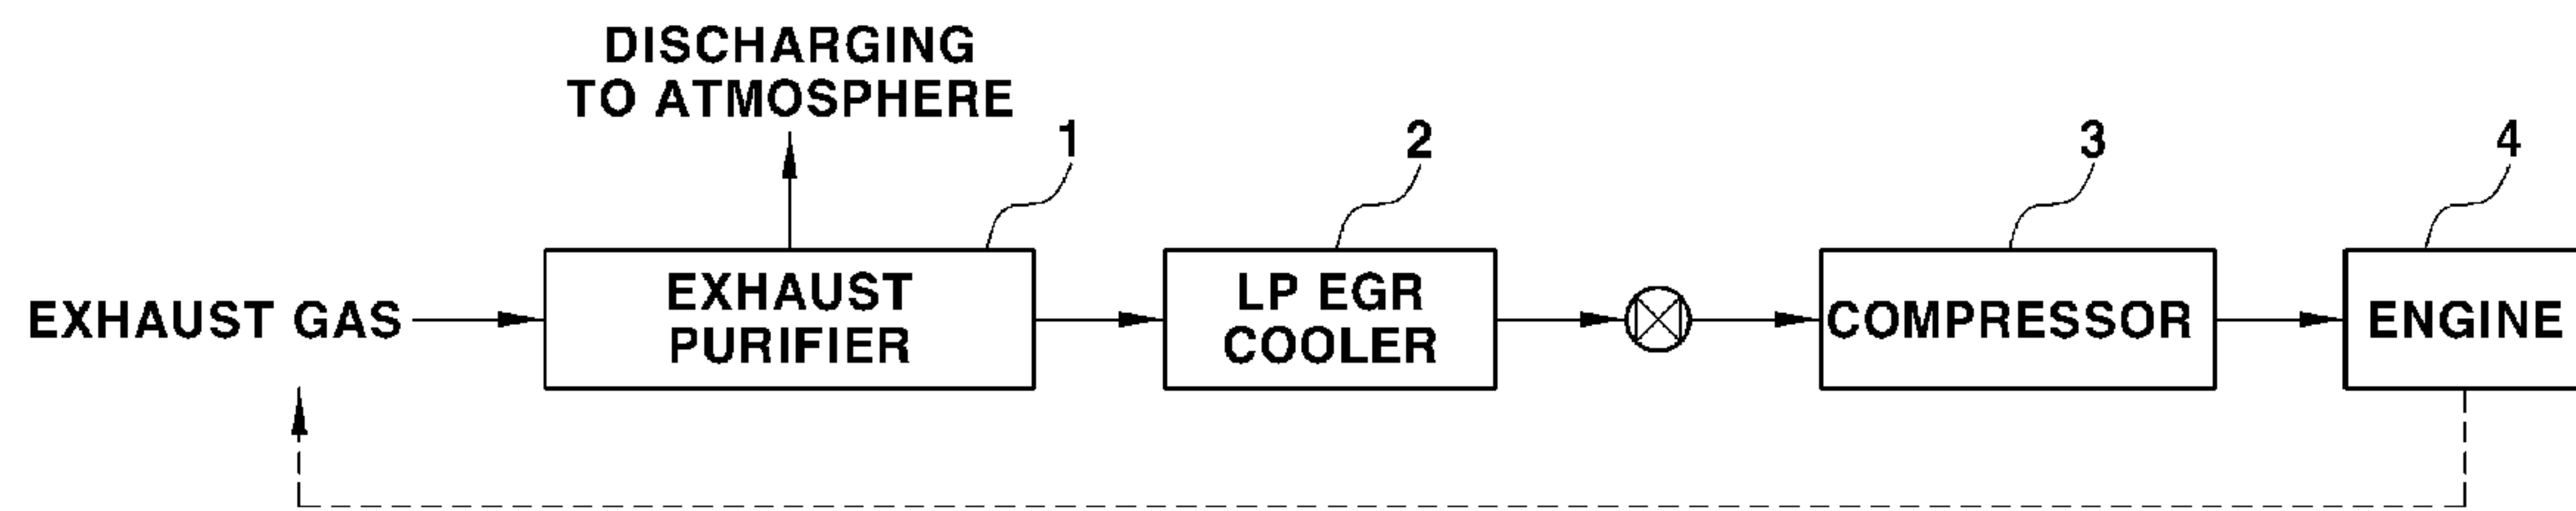 DISCHARGING
TO ATMOSPHERE
1
2
3
4
EXHAUST GAS
EXHAUST
PURIFIER
LP EGR
COOLER
COMPRESSOR
ENGINE